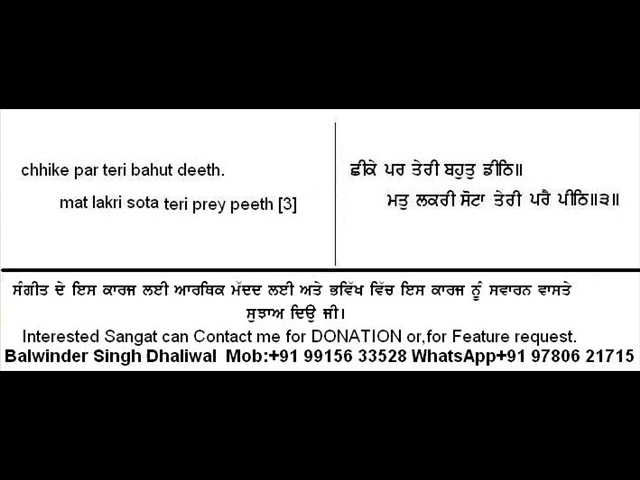 chhike par teri bahut deeth.
mat lakri sota teri prey peeth [3]
ਛੀਕੇ ਪਰ ਤੇਰੀ ਬਹੁਤੁ ਡੀਠਿ॥
ਮਤੁ ਲਕਰੀ ਸੋਟਾ ਤੇਰੀ ਪਰੈ ਪੀਠਿ॥੩॥
ਸੰਗੀਤ ਦੇ ਇਸ ਕਾਰਜ ਲਈ ਆਰਥਿਕ ਮੱਦਦ ਲਈ ਅਤੇ ਭਵਿੱਖ ਵਿੱਚ ਇਸ ਕਾਰਜ ਨੂੰ ਸਵਾਰਨ ਵਾਸਤੇ
ਸੁਝਾਅ ਦਿਉ ਜੀ।
Interested Sangat can Contact me for DONATION or,for Feature request.
Balwinder Singh Dhaliwal Mob:+91 99156 33528 WhatsApp+91 97806 21715